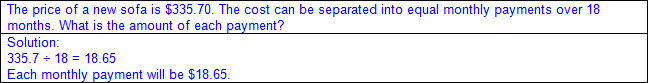 The price of a new sofa is $335.70. The cost can be separated into equal monthly payments over 18
months. What is the amount of each payment?
Solution:
335.7 ÷ 18 = 18.65
Each monthly payment will be $18.65.